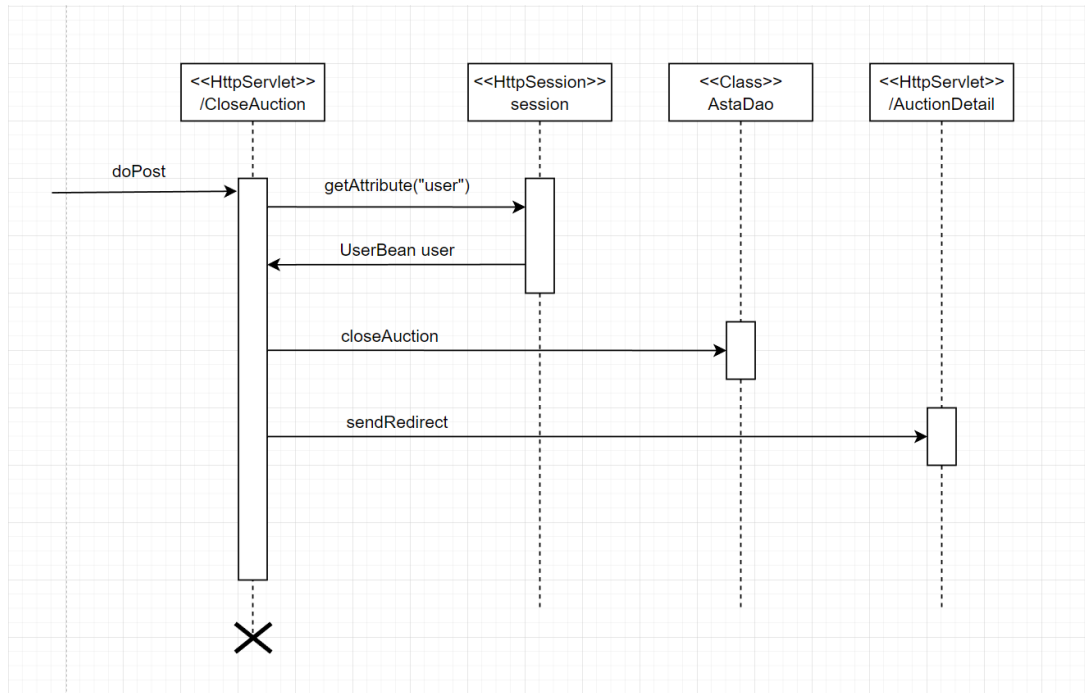 <<HttpServlet>>
/CloseAuction
<<HttpSession>>
session
<<Class>>
AstaDao
<<HttpServlet>>
/AuctionDetail
doPost
getAttribute("user")
UserBean user
closeAuction
sendRedirect